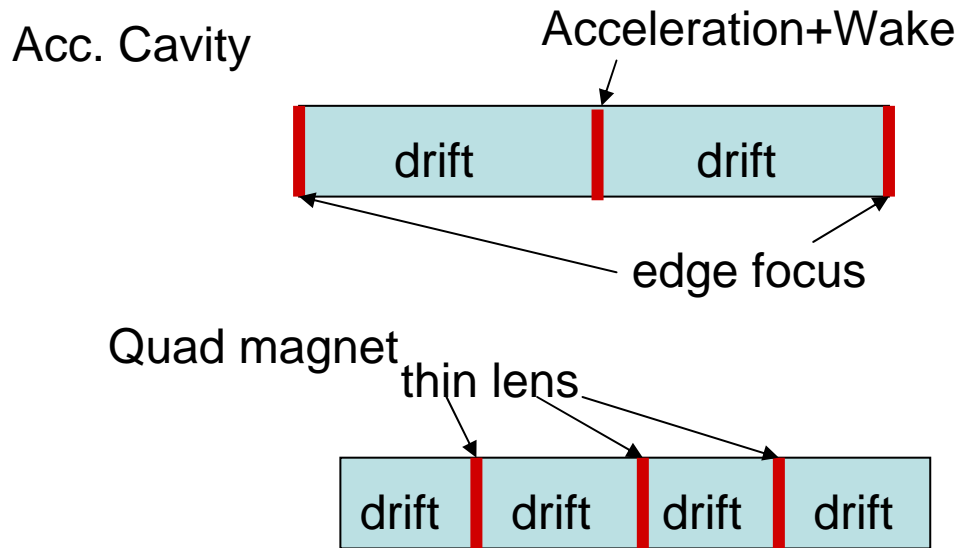 Acc. Cavity
Acceleration+Wake
drift drift
edge focus
Quad magnet
thin lens
drift drift drift drift